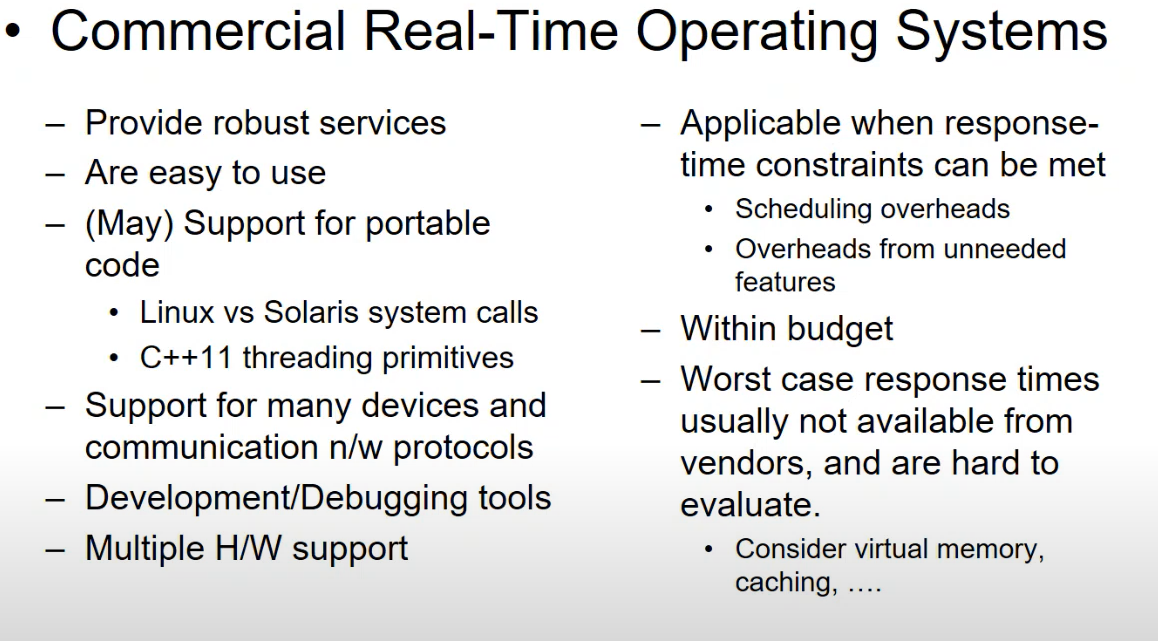 • Commercial Real-Time Operating Systems
– Provide robust services
– Are easy to use
– (May) Support for portable
code
• Linux vs Solaris system calls
• C++11 threading primitives
– Support for many devices and
communication n/w protocols
– Development/Debugging tools
– Multiple H/W support
– Applicable when response-
time constraints can be met
• Scheduling overheads
• Overheads from unneeded
features
– Within budget
– Worst case response times
usually not available from
vendors, and are hard to
evaluate.
• Consider virtual memory,
caching, ….